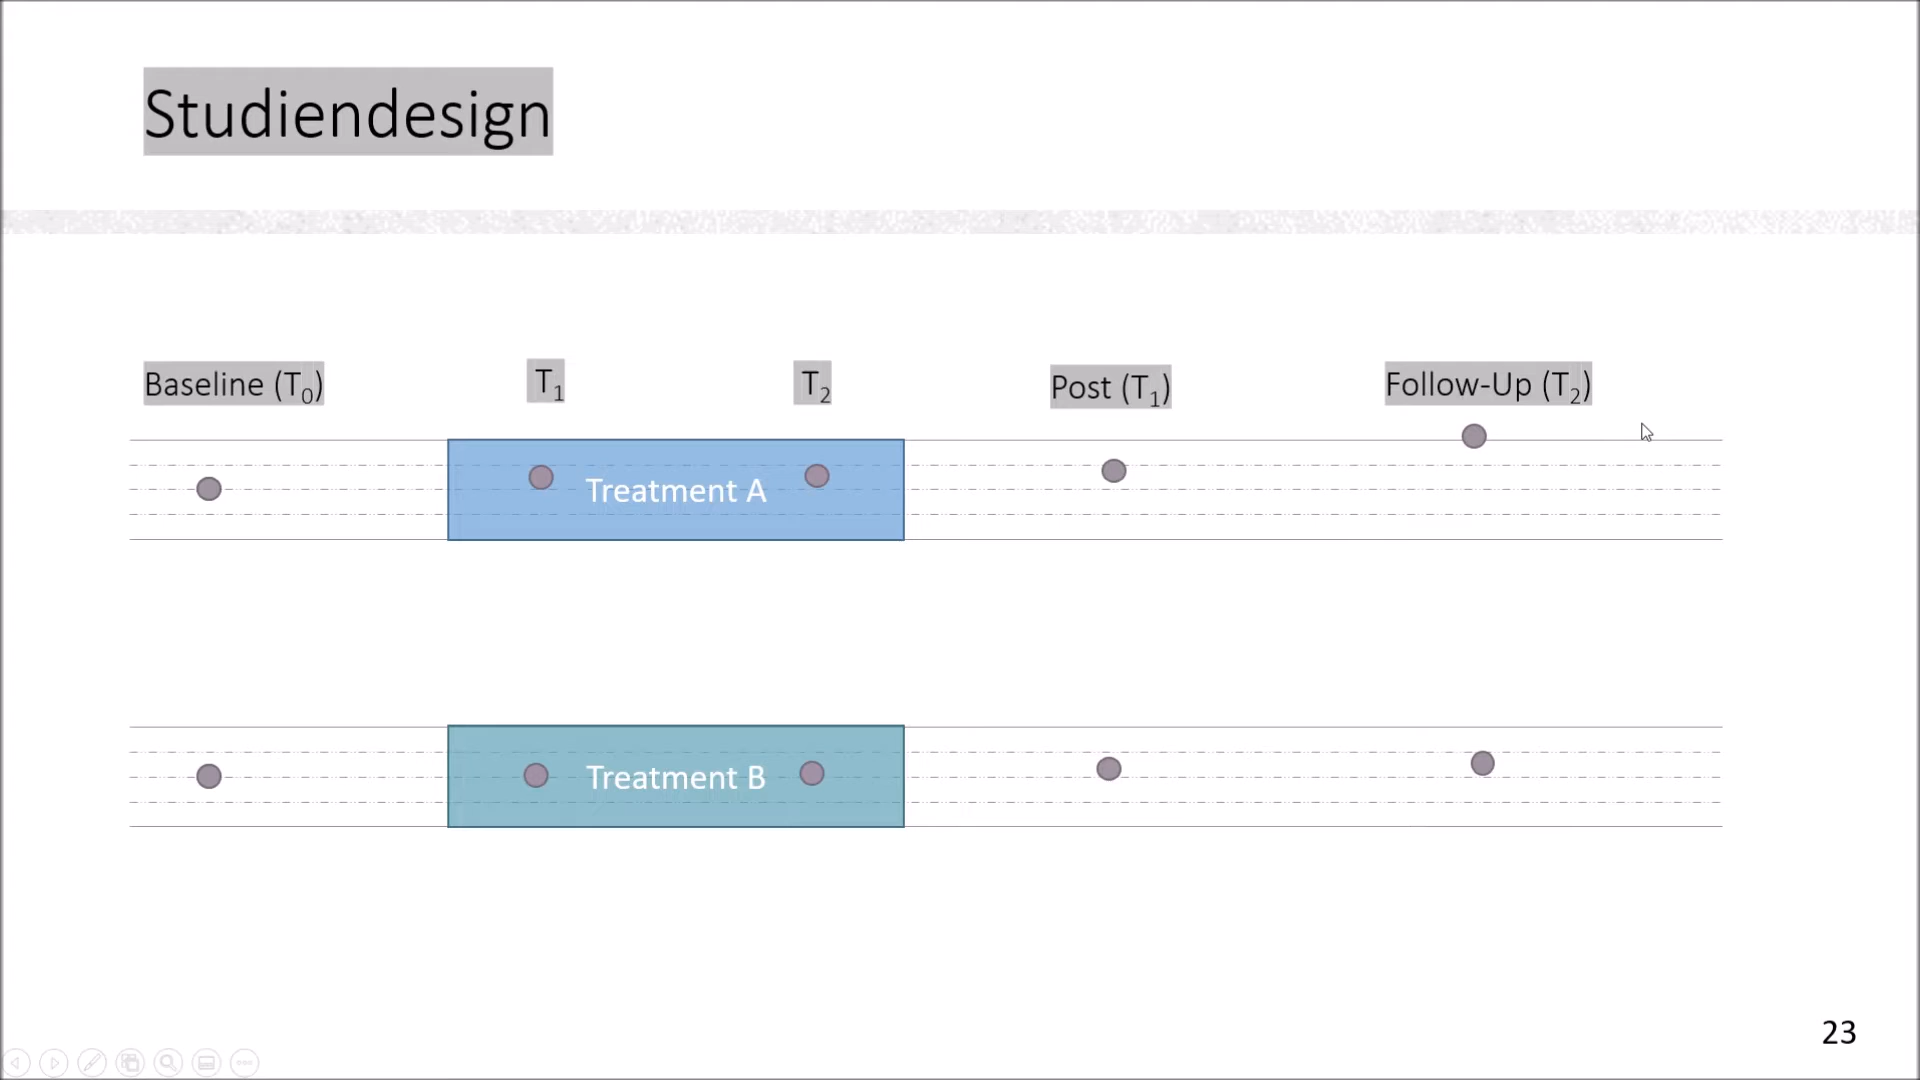 Studiendesign
Baseline (T₀)
T₁
T₂
Post (T₁)
Follow-Up (T₂)
Treatment A
Treatment B
23